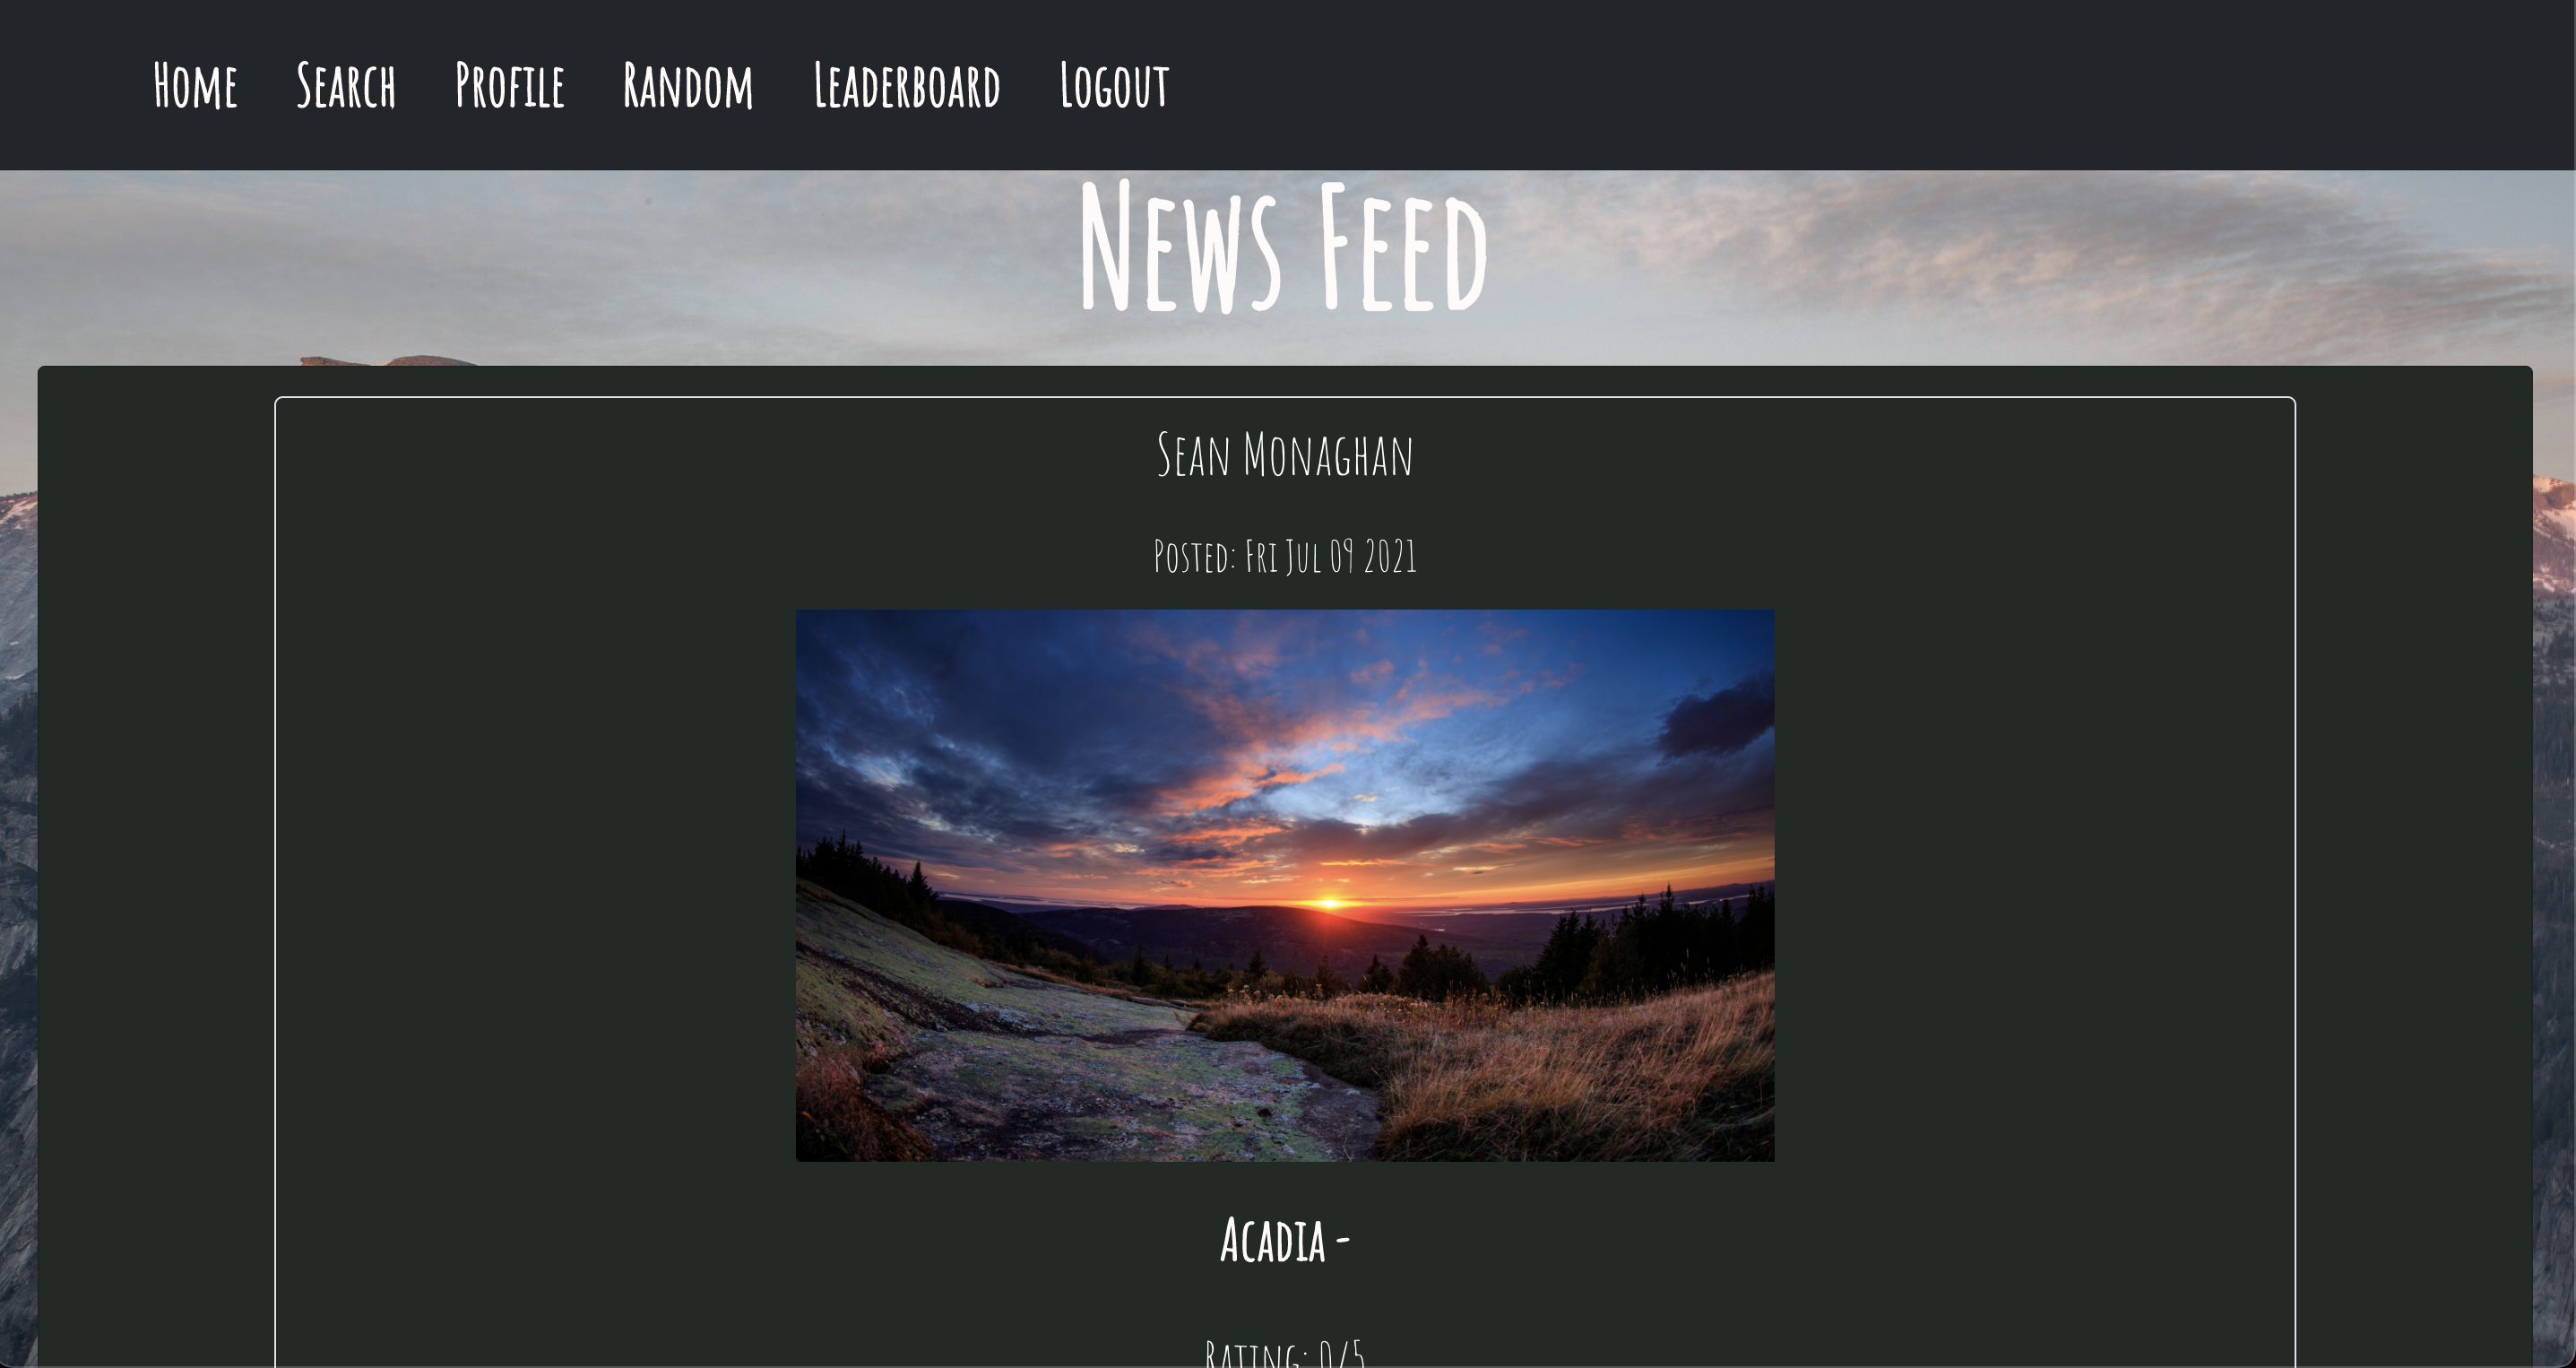 Home Search Profile Random Leaderboard Logout
News Feed
Sean Monaghan
Posted: Fri Jul 09 2021
Acadia -
Rating: 0/5